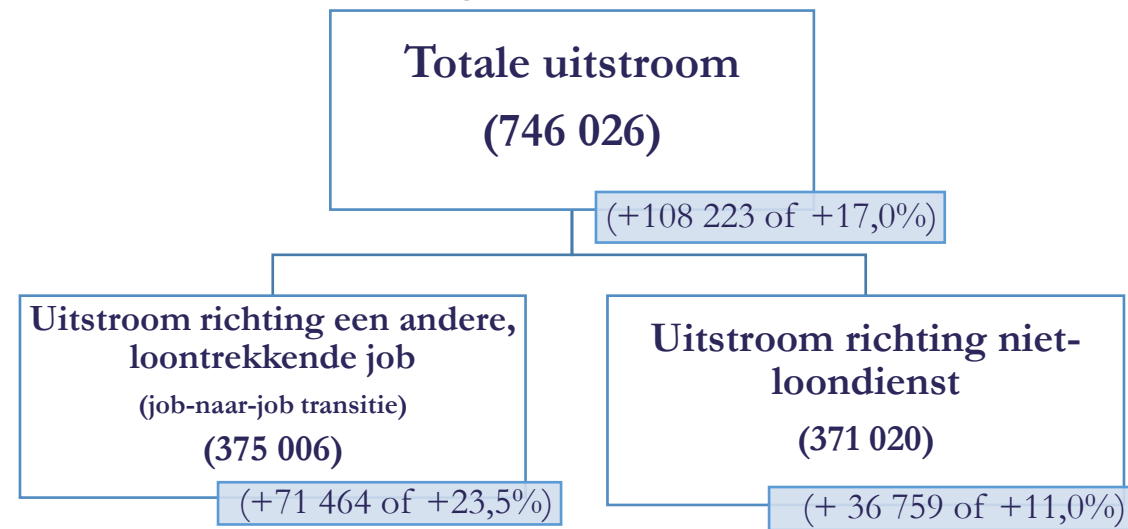 Totale uitstroom
(746 026)
(+108 223 of +17,0%)
Uitstroom richting een andere,
loontrekkende job
(job-naar-job transitie)
(375 006)
(+71 464 of +23,5%)
Uitstroom richting niet-
loondienst
(371 020)
(+ 36 759 of +11,0%)